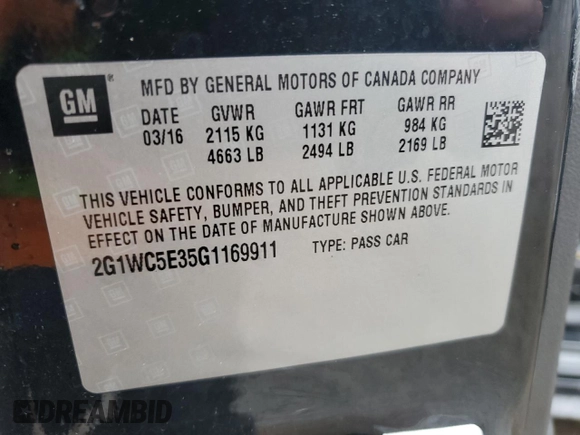 GM
MFD BY GENERAL MOTORS OF CANADA COMPANY
DATE GVWR GAWR FRT GAWR RR
03/16 2115 KG 1131 KG 984 KG
4663 LB 2494 LB 2169 LB
THIS VEHICLE CONFORMS TO ALL APPLICABLE U.S. FEDERAL MOTOR
VEHICLE SAFETY, BUMPER, AND THEFT PREVENTION STANDARDS IN
EFFECT ON THE DATE OF MANUFACTURE SHOWN ABOVE.
2G1WC5E35G1169911 TYPE: PASS CAR
DREAMBID